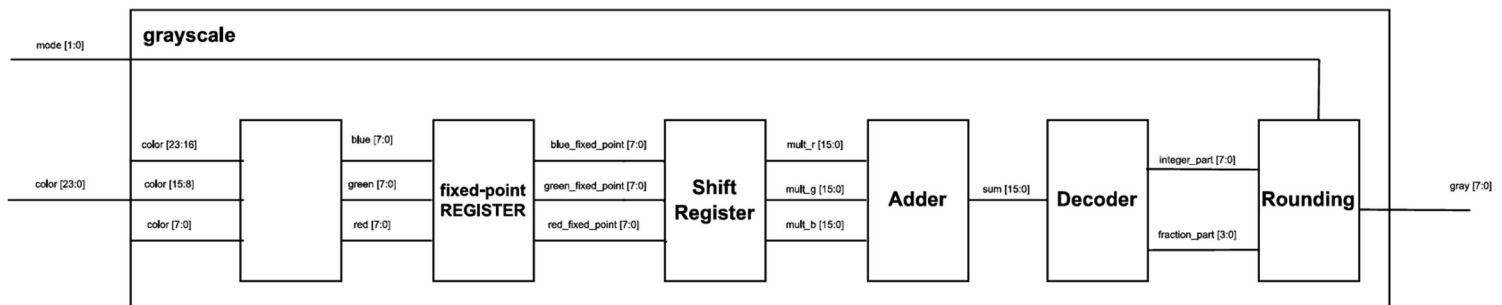 grayscale
mode [1:0]
color [23:16]
blue [7:0]
blue_fixed_point [7:0]
mult_r [15:0]
integer_part [7:0]
color [23:0]
color [15:8]
green [7:0]
fixed-point
REGISTER
green_fixed_point [7:0]
Shift
Register
mult_g [15:0]
Adder
sum [15:0]
Decoder
Rounding
gray [7:0]
color [7:0]
red [7:0]
red_fixed_point [7:0]
mult_b [15:0]
fraction_part [3:0]